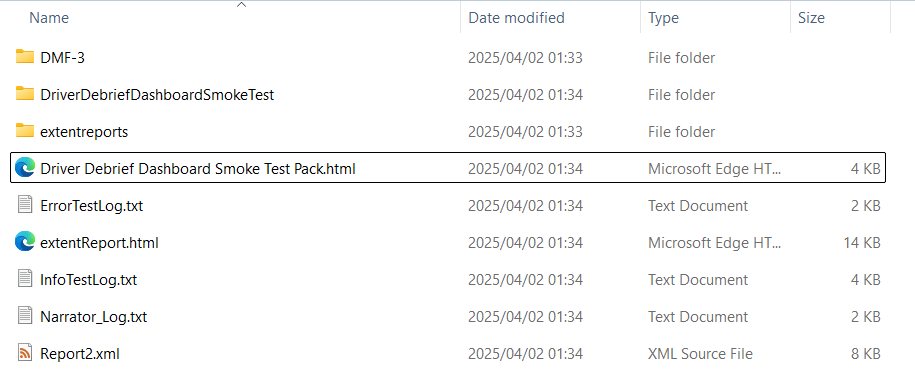 Name Date modified Type Size
DMF-3 2025/04/02 01:33 File folder
DriverDebriefDashboardSmokeTest 2025/04/02 01:34 File folder
extentreports 2025/04/02 01:33 File folder
Driver Debrief Dashboard Smoke Test Pack.html 2025/04/02 01:34 Microsoft Edge HT... 4 KB
ErrorTestLog.txt 2025/04/02 01:34 Text Document 2 KB
extentReport.html 2025/04/02 01:34 Microsoft Edge HT... 14 KB
InfoTestLog.txt 2025/04/02 01:34 Text Document 4 KB
Narrator_Log.txt 2025/04/02 01:34 Text Document 2 KB
Report2.xml 2025/04/02 01:34 XML Source File 8 KB